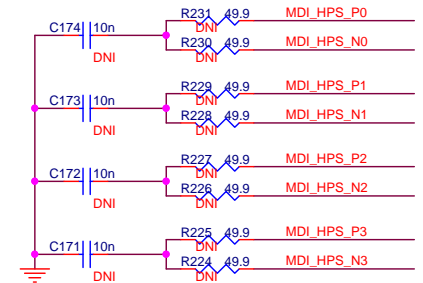 R231 49.9 MDI_HPS_P0
C174 10n DNI
R230 49.9 MDI_HPS_N0
DNI DNI
R229 49.9 MDI_HPS_P1
C173 10n DNI
R228 49.9 MDI_HPS_N1
DNI DNI
R227 49.9 MDI_HPS_P2
C172 10n DNI
R226 49.9 MDI_HPS_N2
DNI DNI
R225 49.9 MDI_HPS_P3
C171 10n DNI
R224 49.9 MDI_HPS_N3
DNI DNI